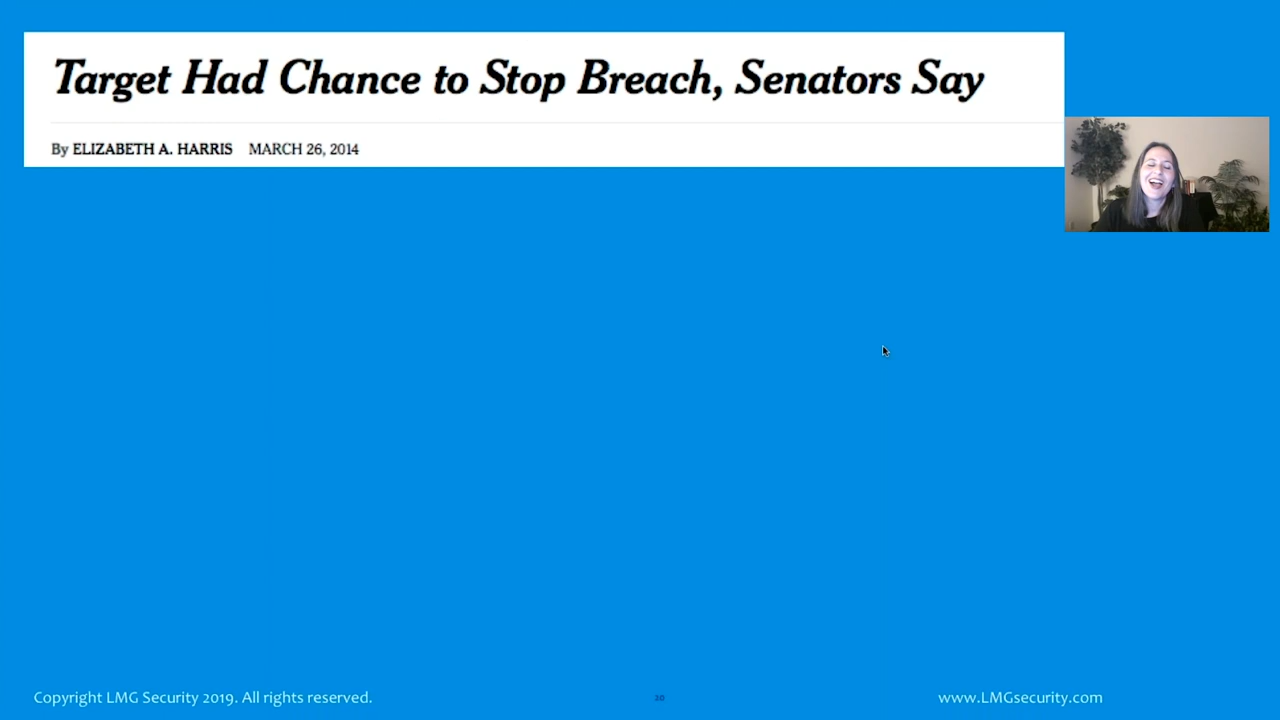 Target Had Chance to Stop Breach, Senators Say
By ELIZABETH A. HARRIS MARCH 26, 2014
Copyright LMG Security 2019. All rights reserved.
www.LMGsecurity.com